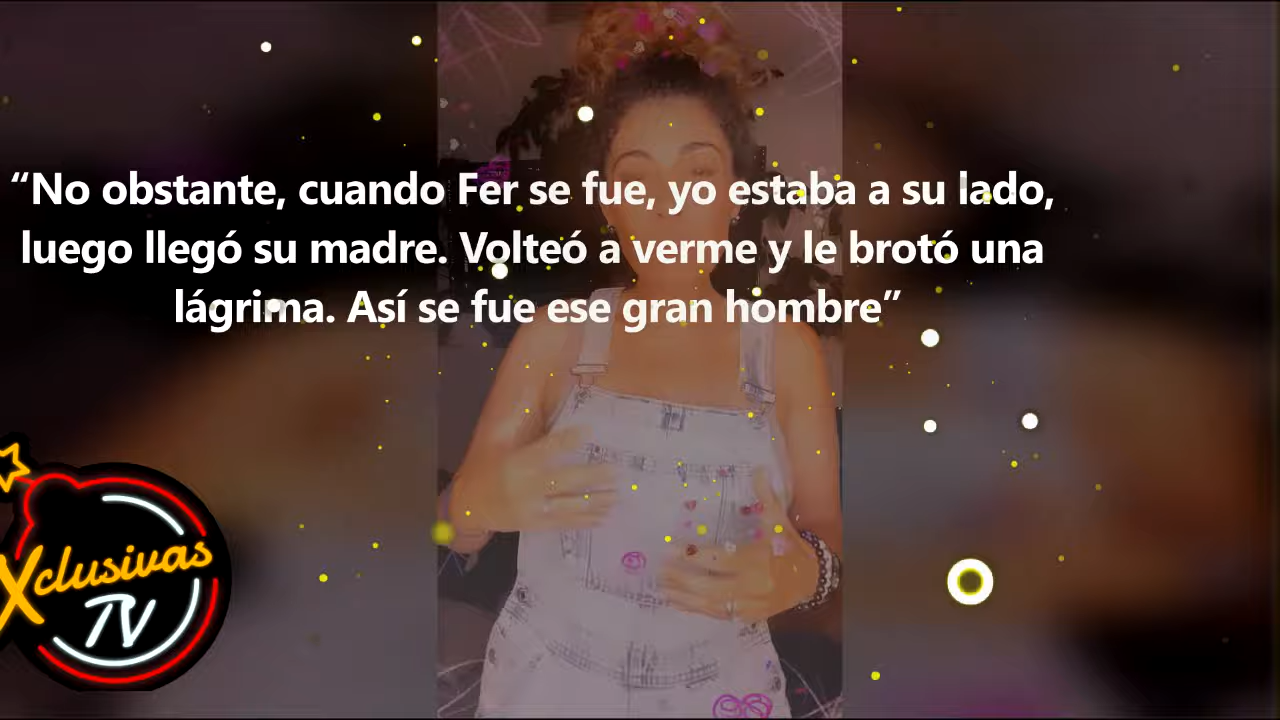 “No obstante, cuando Fer se fue, yo estaba a su lado,
luego llegó su madre. Volteó a verme y le brotó una
lágrima. Así se fue ese gran hombre”
Xclusivas
TV